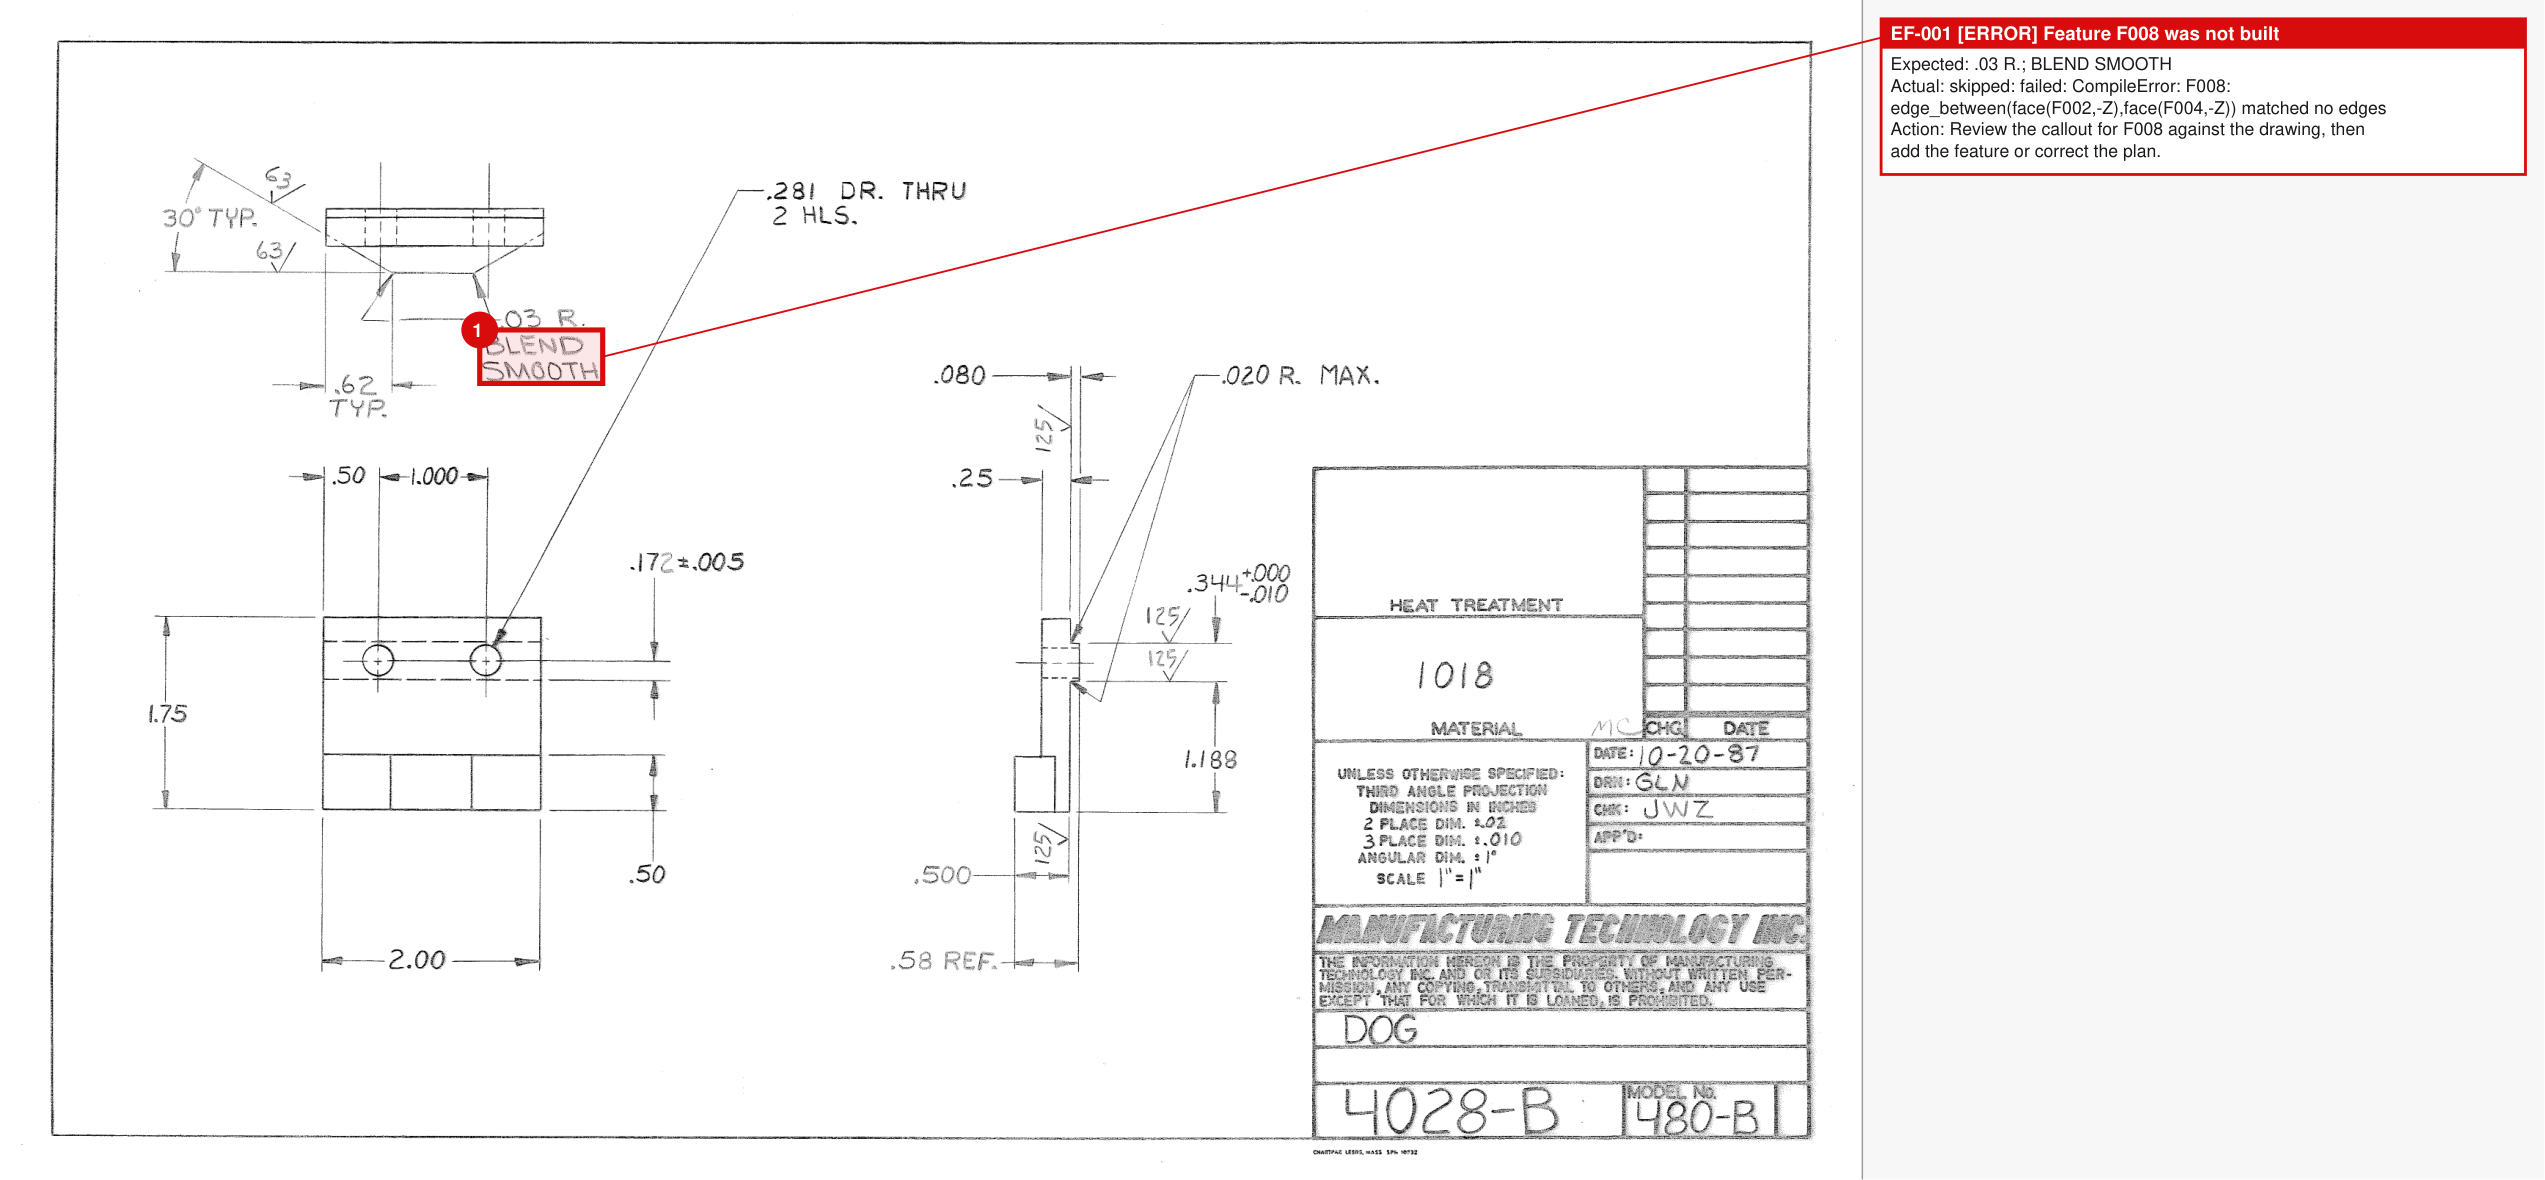 EF-001 [ERROR] Feature F008 was not built
Expected: .03 R.; BLEND SMOOTH
Actual: skipped: failed: CompileError: F008:
edge_between(face(F002,-Z),face(F004,-Z)) matched no edges
Action: Review the callout for F008 against the drawing, then
add the feature or correct the plan.
63
30° TYP.
63
.281 DR. THRU
2 HLS.
1
.03 R.
BLEND
SMOOTH
.62
TYP.
.080
.020 R. MAX.
125
.50
1.000
.25
.172±.005
.344+.000
-.010
125
125
1.75
1.188
125
.50
.500
2.00
.58 REF.
HEAT TREATMENT
1018
MATERIAL
MC
CHG.
DATE
UNLESS OTHERWISE SPECIFIED:
THIRD ANGLE PROJECTION
DIMENSIONS IN INCHES
2 PLACE DIM. ±.02
3 PLACE DIM. ±.010
ANGULAR DIM. ±1°
SCALE 1"=1"
DATE: 10-20-87
DRN: GLN
CHK: JWZ
APP'D:
MANUFACTURING TECHNOLOGY INC.
THE INFORMATION HEREON IS THE PROPERTY OF MANUFACTURING
TECHNOLOGY INC. AND OR ITS SUBSIDIARIES. WITHOUT WRITTEN PER-
MISSION, ANY COPYING, TRANSMITTAL TO OTHERS, AND ANY USE
EXCEPT THAT FOR WHICH IT IS LOANED, IS PROHIBITED.
DOG
4028-B
MODEL NO.
480-B
CHARTPAK LEEDS, MASS SPN 10732